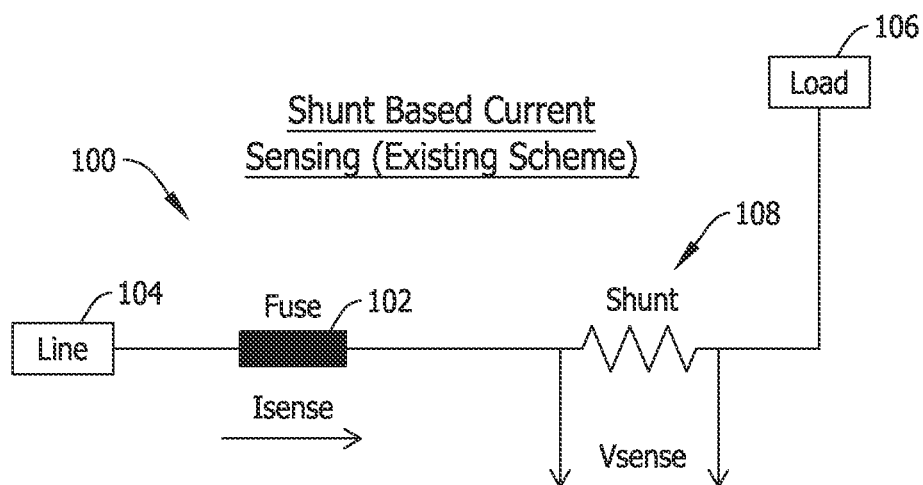 106
Load
Shunt Based Current
Sensing (Existing Scheme)
100
108
104
Fuse
102
Shunt
Line
Isense
Vsense